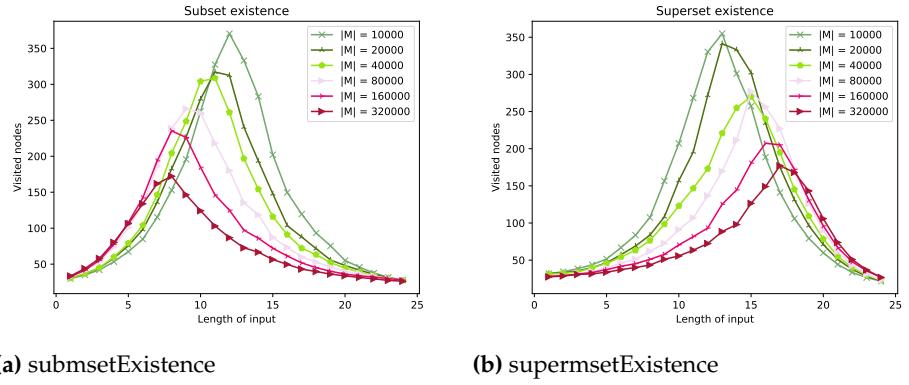 Subset existence
Visited nodes
350
300
250
200
150
100
50
|M| = 10000
|M| = 20000
|M| = 40000
|M| = 80000
|M| = 160000
|M| = 320000
0 5 10 15 20 25
Length of input
Superset existence
Visited nodes
350
300
250
200
150
100
50
|M| = 10000
|M| = 20000
|M| = 40000
|M| = 80000
|M| = 160000
|M| = 320000
0 5 10 15 20 25
Length of input
(a) submsetExistence
(b) supermsetExistence